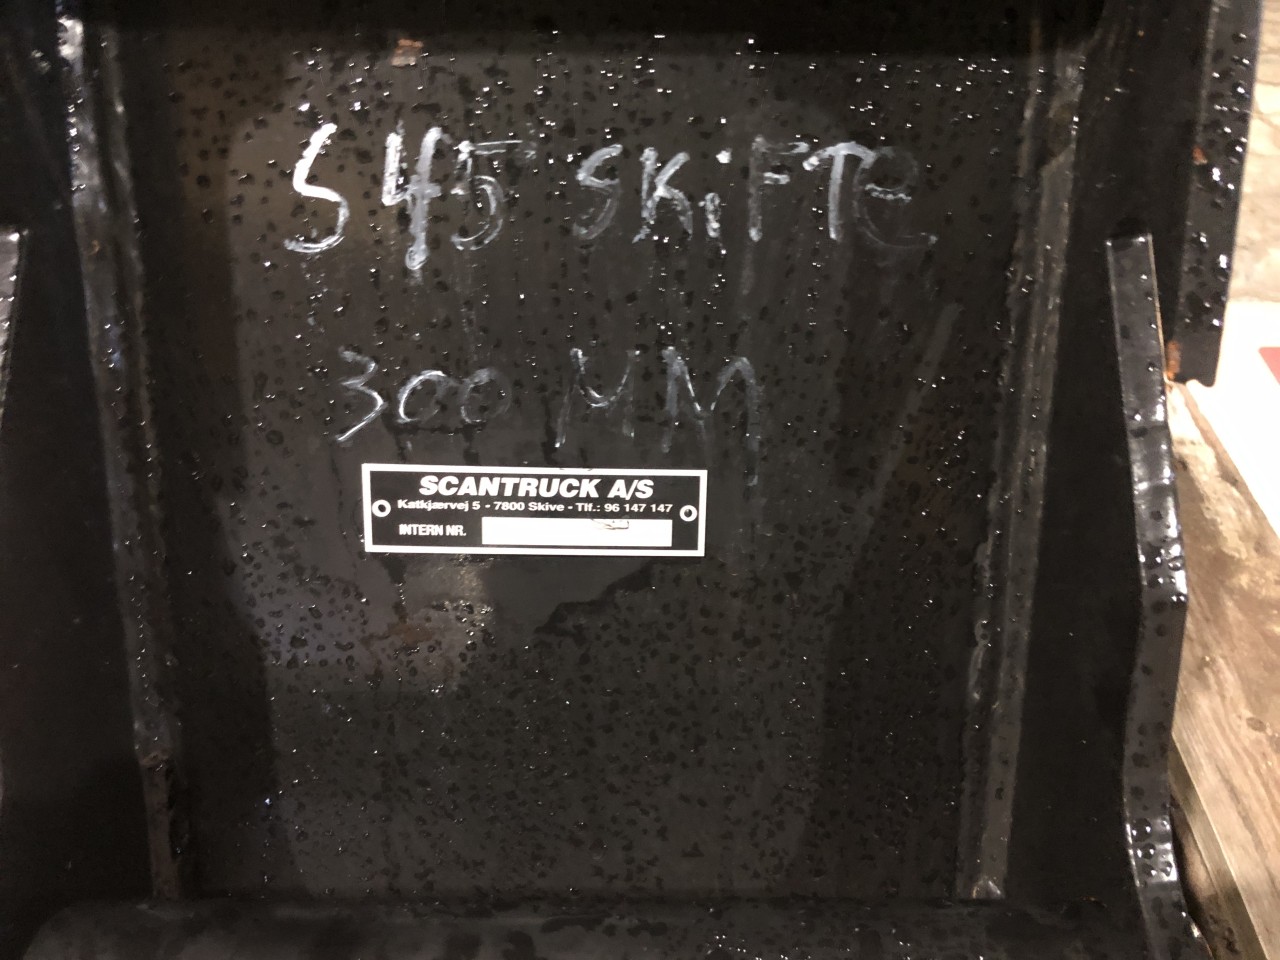 S45 SKiFTe
300 MM
SCANTRUCK A/S
Katkjærvej 5 - 7800 Skive - Tlf.: 96 147 147
INTERN NR.